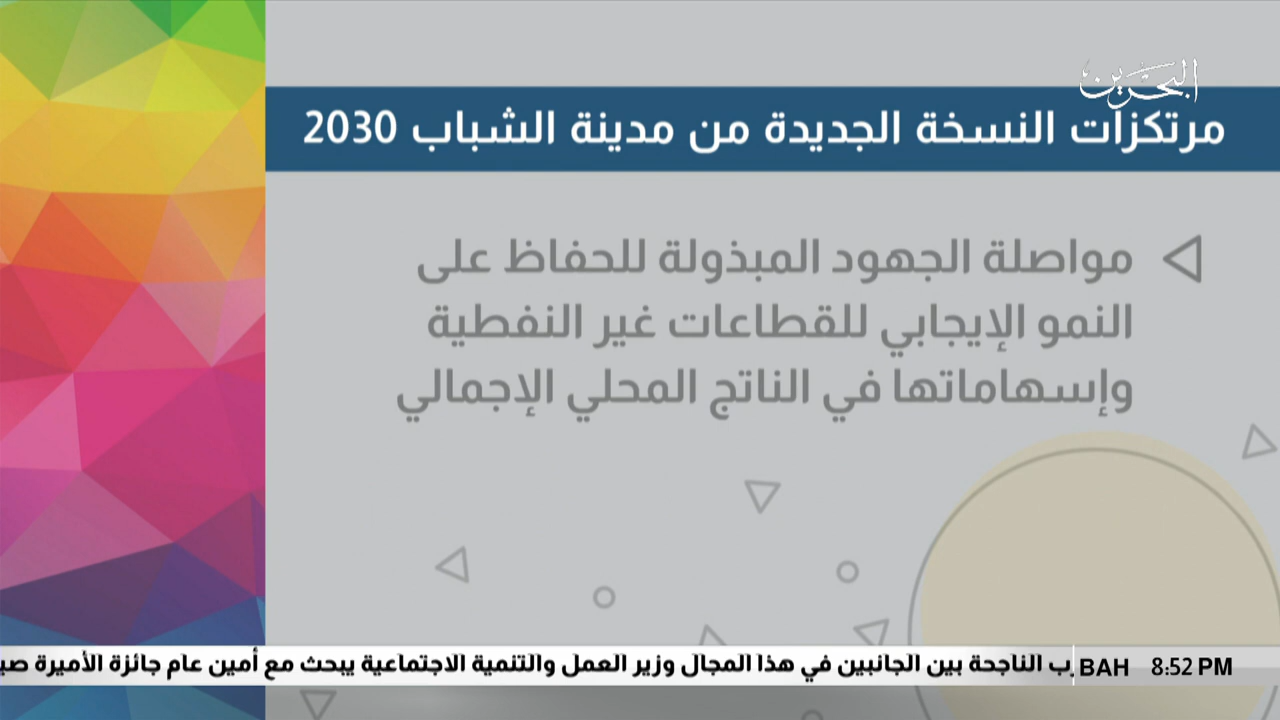 البحرين
مرتكزات النسخة الجديدة من مدينة الشباب 2030
مواصلة الجهود المبذولة للحفاظ على
النمو الإيجابي للقطاعات غير النفطية
وإسهاماتها في الناتج المحلي الإجمالي
الناجحة بين الجانبين في هذا المجال وزير العمل والتنمية الاجتماعية يبحث مع أمين عام جائزة الأميرة
BAH 8:52 PM